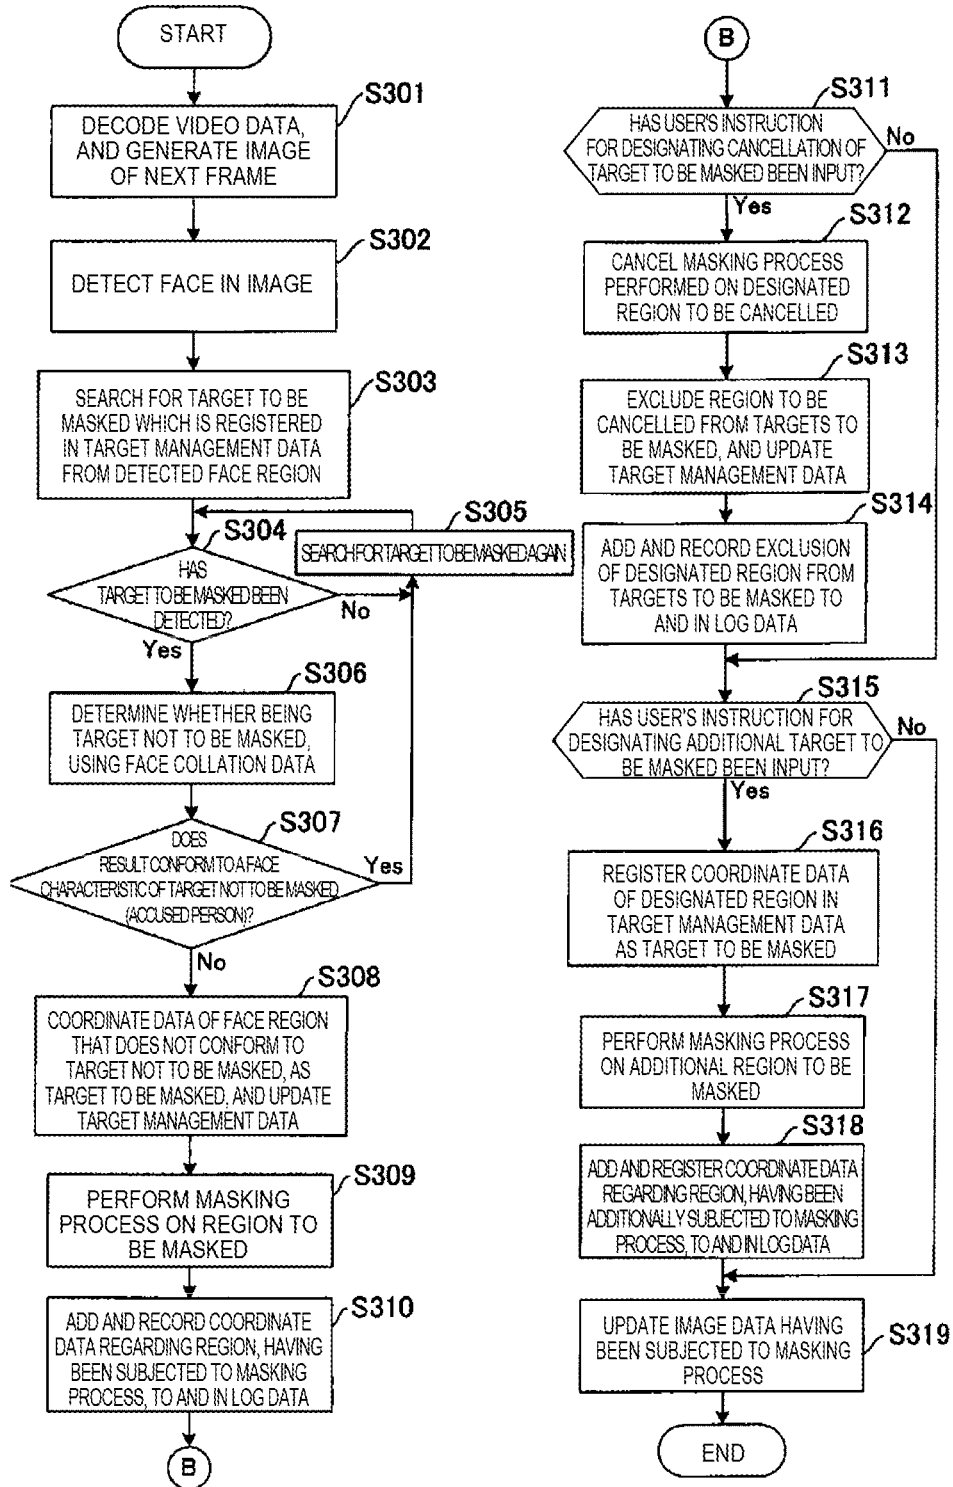 START
S301
DECODE VIDEO DATA,
AND GENERATE IMAGE
OF NEXT FRAME
S302
DETECT FACE IN IMAGE
S303
SEARCH FOR TARGET TO BE
MASKED WHICH IS REGISTERED
IN TARGET MANAGEMENT DATA
FROM DETECTED FACE REGION
S304
HAS
TARGET TO BE MASKED BEEN
DETECTED?
No
Yes
S305
SEARCH FOR TARGET TO BE MASKED AGAIN
S306
DETERMINE WHETHER BEING
TARGET NOT TO BE MASKED,
USING FACE COLLATION DATA
S307
DOES
RESULT CONFORM TO A FACE
CHARACTERISTIC OF TARGET NOT TO BE MASKED
(ACCUSED PERSON)?
Yes
No
S308
COORDINATE DATA OF FACE REGION
THAT DOES NOT CONFORM TO
TARGET NOT TO BE MASKED, AS
TARGET TO BE MASKED, AND UPDATE
TARGET MANAGEMENT DATA
S309
PERFORM MASKING
PROCESS ON REGION TO
BE MASKED
S310
ADD AND RECORD COORDINATE
DATA REGARDING REGION, HAVING
BEEN SUBJECTED TO MASKING
PROCESS, TO AND IN LOG DATA
B
B
S311
HAS USER'S INSTRUCTION
FOR DESIGNATING CANCELLATION OF
TARGET TO BE MASKED BEEN INPUT?
No
Yes
S312
CANCEL MASKING PROCESS
PERFORMED ON DESIGNATED
REGION TO BE CANCELLED
S313
EXCLUDE REGION TO BE
CANCELLED FROM TARGETS TO
BE MASKED, AND UPDATE
TARGET MANAGEMENT DATA
S314
ADD AND RECORD EXCLUSION
OF DESIGNATED REGION FROM
TARGETS TO BE MASKED TO
AND IN LOG DATA
S315
HAS USER'S INSTRUCTION FOR
DESIGNATING ADDITIONAL TARGET TO
BE MASKED BEEN INPUT?
No
Yes
S316
REGISTER COORDINATE DATA
OF DESIGNATED REGION IN
TARGET MANAGEMENT DATA
AS TARGET TO BE MASKED
S317
PERFORM MASKING PROCESS
ON ADDITIONAL REGION TO BE
MASKED
S318
ADD AND REGISTER COORDINATE DATA
REGARDING REGION, HAVING BEEN
ADDITIONALLY SUBJECTED TO MASKING
PROCESS, TO AND IN LOG DATA
S319
UPDATE IMAGE DATA HAVING
BEEN SUBJECTED TO MASKING
PROCESS
END